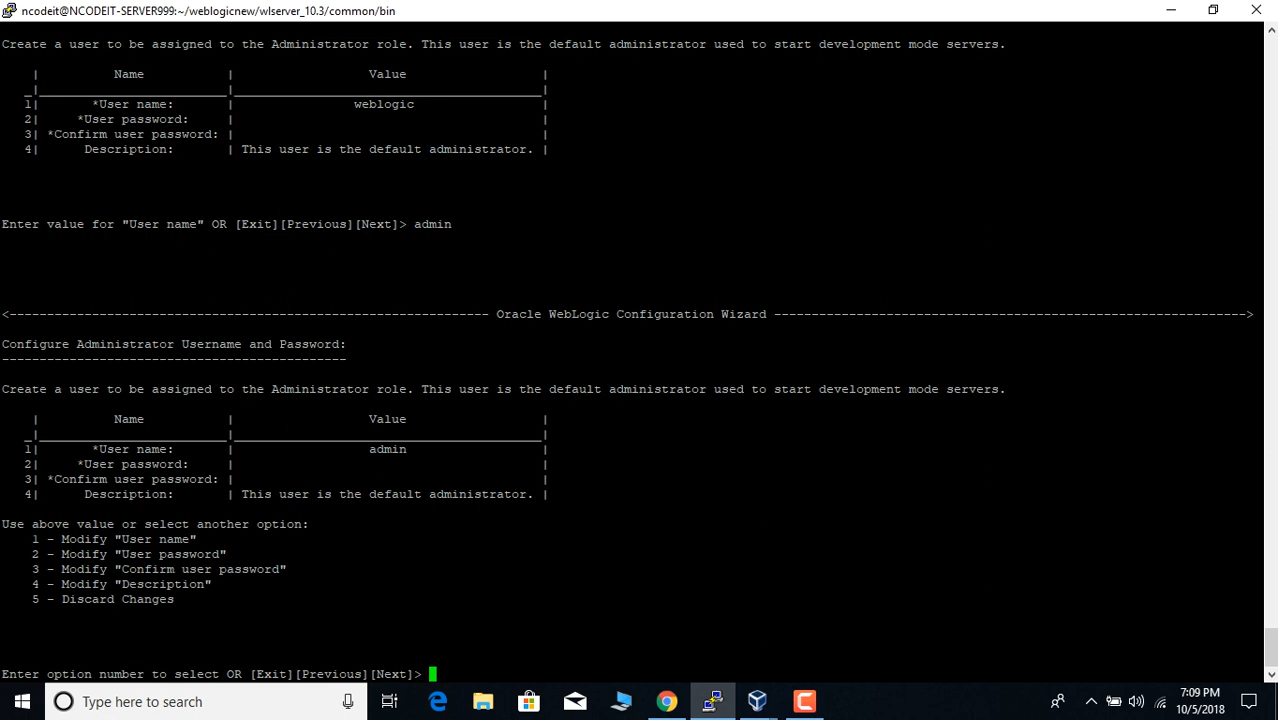 ncodeit@NCODEIT-SERVER999:~/weblogicnew/wlserver_10.3/common/bin
Create a user to be assigned to the Administrator role. This user is the default administrator used to start development mode servers.
| Name | Value |
_|________________________|_________________________________|
1| *User name: | weblogic |
2| *User password: | |
3| *Confirm user password: | |
4| Description: | This user is the default administrator. |
Enter value for "User name" OR [Exit][Previous][Next]> admin
<---------------------------------------------------------------- Oracle WebLogic Configuration Wizard --------------------------------------------------------------->
Configure Administrator Username and Password:
----------------------------------------------
Create a user to be assigned to the Administrator role. This user is the default administrator used to start development mode servers.
| Name | Value |
_|________________________|_________________________________|
1| *User name: | admin |
2| *User password: | |
3| *Confirm user password: | |
4| Description: | This user is the default administrator. |
Use above value or select another option:
1 - Modify "User name"
2 - Modify "User password"
3 - Modify "Confirm user password"
4 - Modify "Description"
5 - Discard Changes
Enter option number to select OR [Exit][Previous][Next]>
Type here to search
7:09 PM
10/5/2018